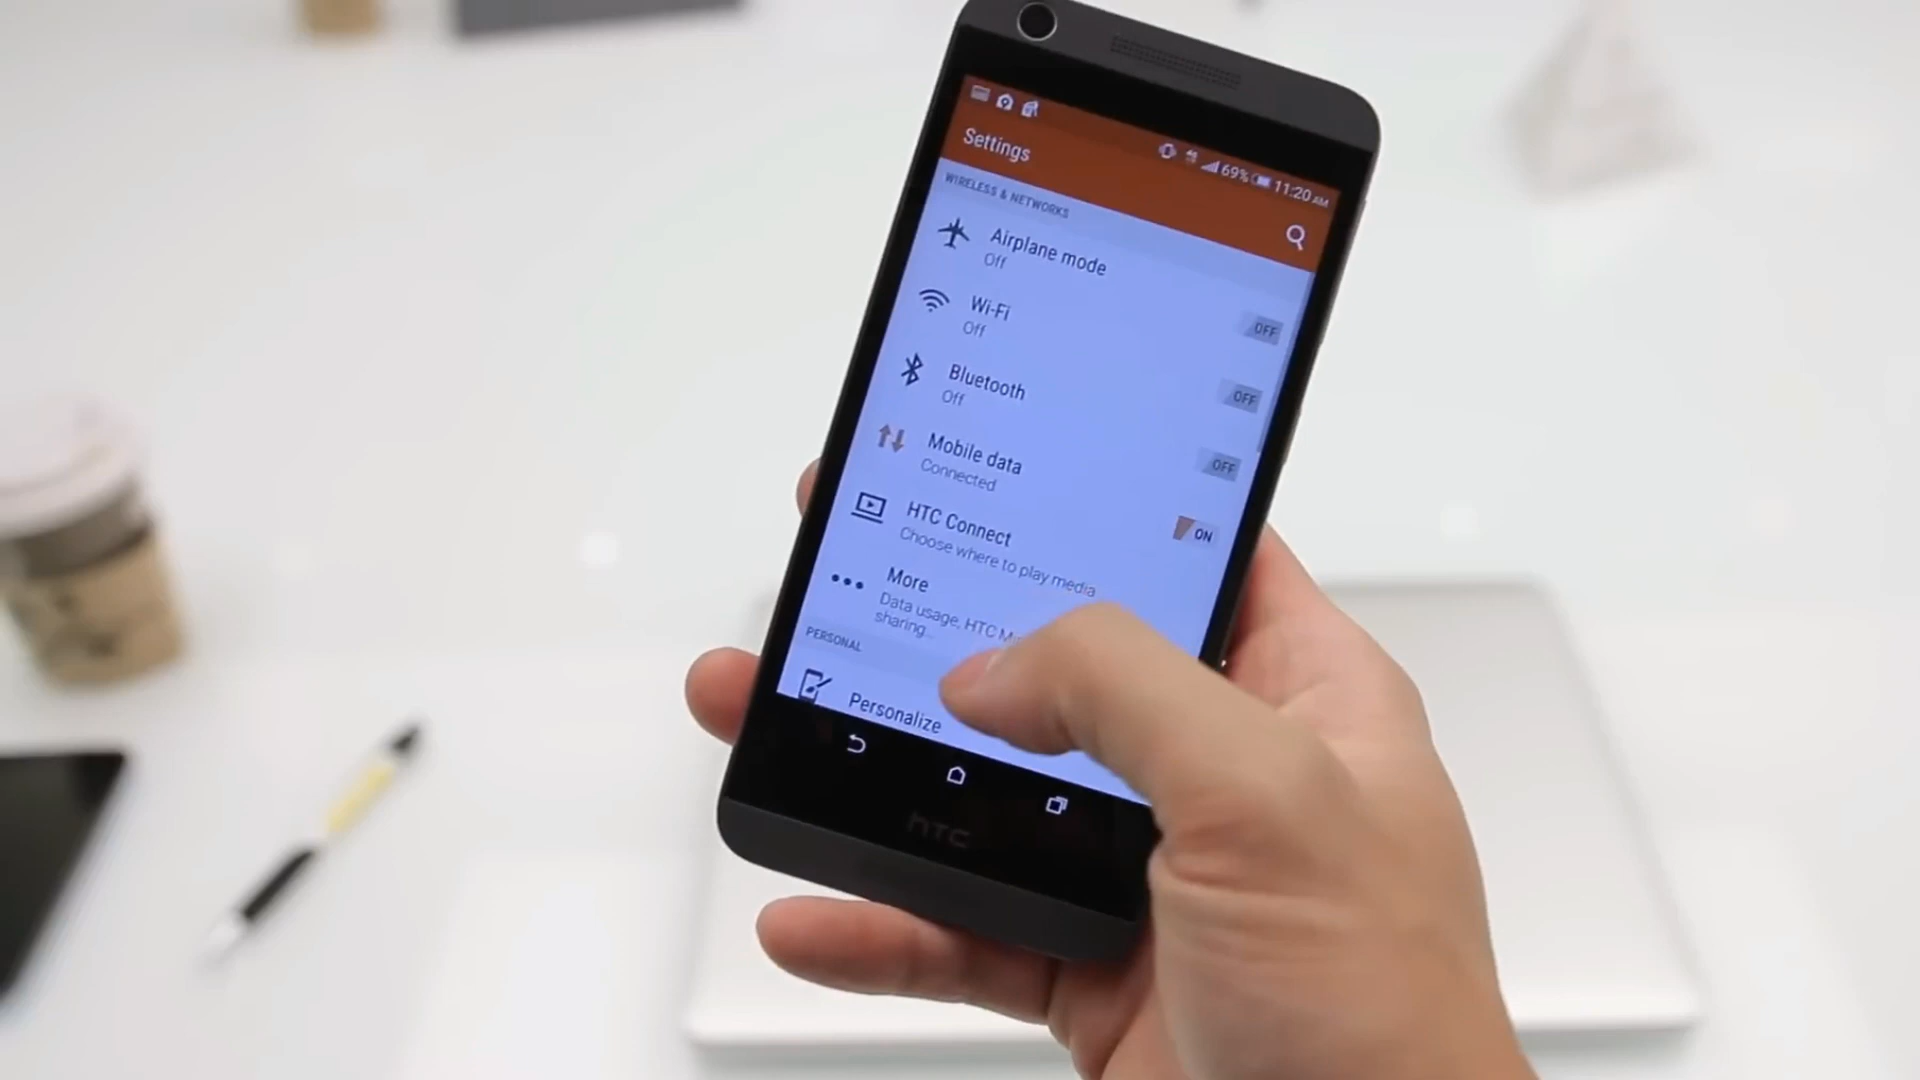 69% 11:20 AM
Settings
WIRELESS & NETWORKS
Airplane mode
Off
OFF
Wi-Fi
Off
OFF
Bluetooth
Off
OFF
Mobile data
Connected
ON
HTC Connect
Choose where to play media
More
Data usage, HTC
sharing...
PERSONAL
Personalize
hTC